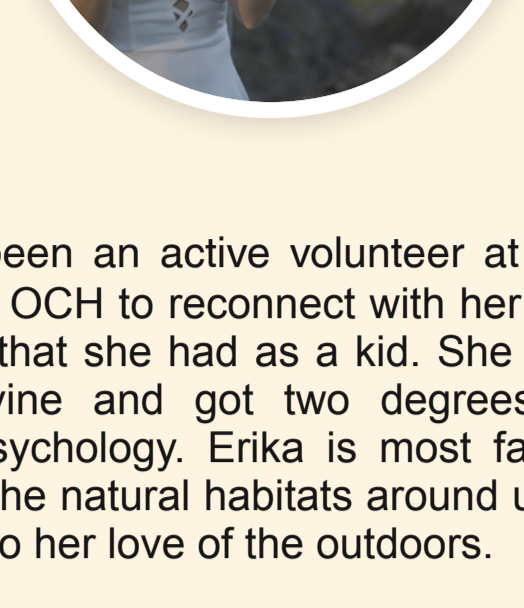 been an active volunteer at
OCH to reconnect with her
that she had as a kid. She
vine and got two degrees
sychology. Erika is most fa
he natural habitats around u
o her love of the outdoors.